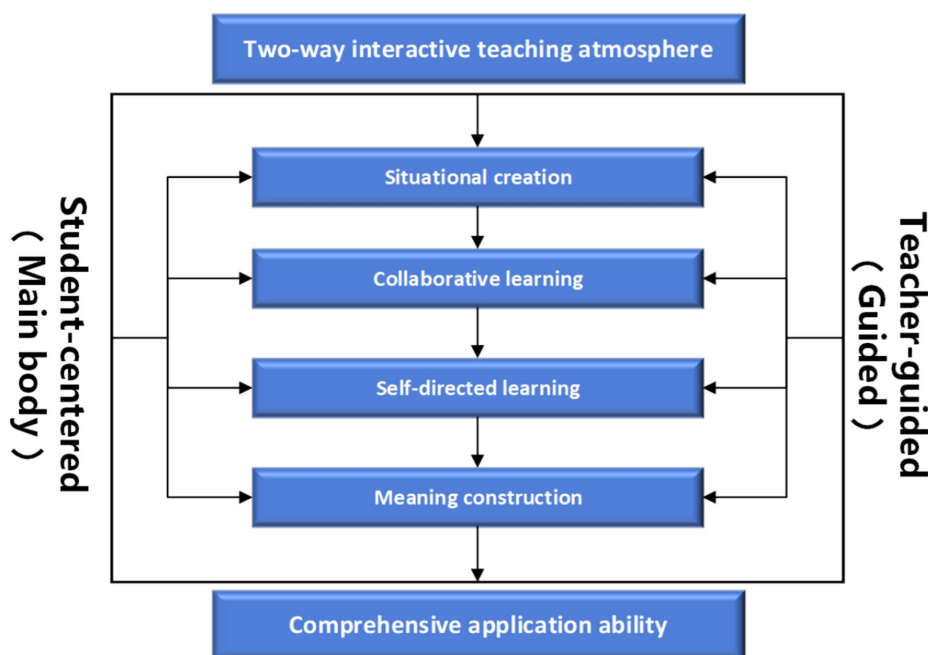 Two-way interactive teaching atmosphere
Situational creation
Collaborative learning
Self-directed learning
Meaning construction
Comprehensive application ability
Student-centered
( Main body )
Teacher-guided
( Guided )